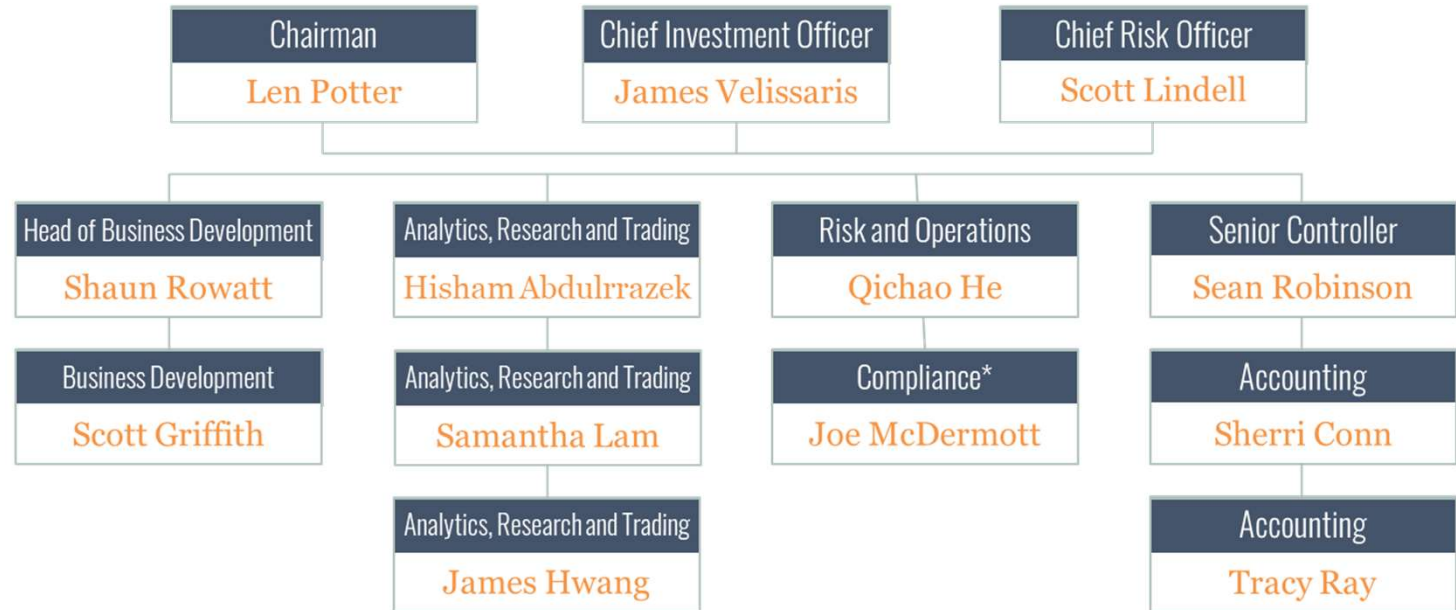 Chairman
Len Potter
Chief Investment Officer
James Velissaris
Chief Risk Officer
Scott Lindell
Head of Business Development
Shaun Rowatt
Analytics, Research and Trading
Hisham Abdulrrazek
Risk and Operations
Qichao He
Senior Controller
Sean Robinson
Business Development
Scott Griffith
Analytics, Research and Trading
Samantha Lam
Compliance*
Joe McDermott
Accounting
Sherri Conn
Analytics, Research and Trading
James Hwang
Accounting
Tracy Ray